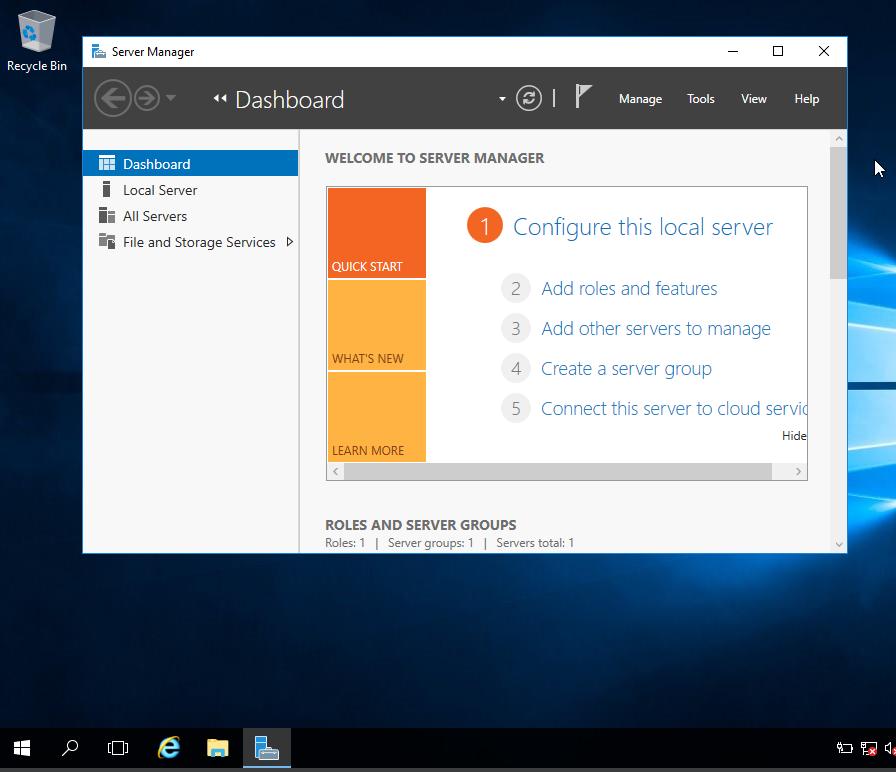 Recycle Bin
Server Manager
Dashboard
Manage
Tools
View
Help
Dashboard
Local Server
All Servers
File and Storage Services
WELCOME TO SERVER MANAGER
QUICK START
WHAT'S NEW
LEARN MORE
1 Configure this local server
2 Add roles and features
3 Add other servers to manage
4 Create a server group
5 Connect this server to cloud servic
Hide
ROLES AND SERVER GROUPS
Roles: 1 | Server groups: 1 | Servers total: 1